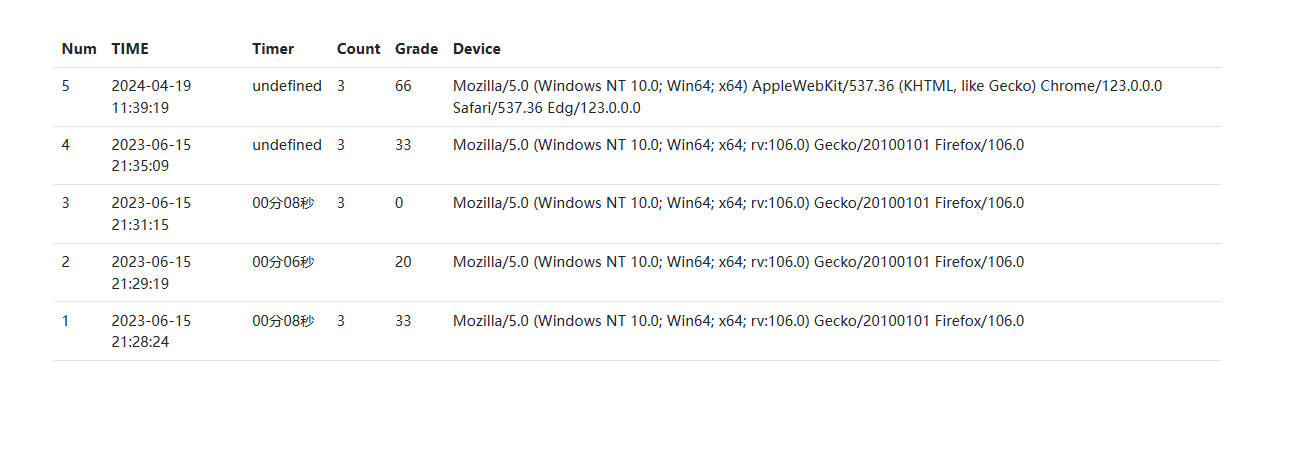 Num TIME Timer Count Grade Device
5 2024-04-19 undefined 3 66 Mozilla/5.0 (Windows NT 10.0; Win64; x64) AppleWebKit/537.36 (KHTML, like Gecko) Chrome/123.0.0.0
11:39:19 Safari/537.36 Edg/123.0.0.0
4 2023-06-15 undefined 3 33 Mozilla/5.0 (Windows NT 10.0; Win64; x64; rv:106.0) Gecko/20100101 Firefox/106.0
21:35:09
3 2023-06-15 00分08秒 3 0 Mozilla/5.0 (Windows NT 10.0; Win64; x64; rv:106.0) Gecko/20100101 Firefox/106.0
21:31:15
2 2023-06-15 00分06秒 20 Mozilla/5.0 (Windows NT 10.0; Win64; x64; rv:106.0) Gecko/20100101 Firefox/106.0
21:29:19
1 2023-06-15 00分08秒 3 33 Mozilla/5.0 (Windows NT 10.0; Win64; x64; rv:106.0) Gecko/20100101 Firefox/106.0
21:28:24